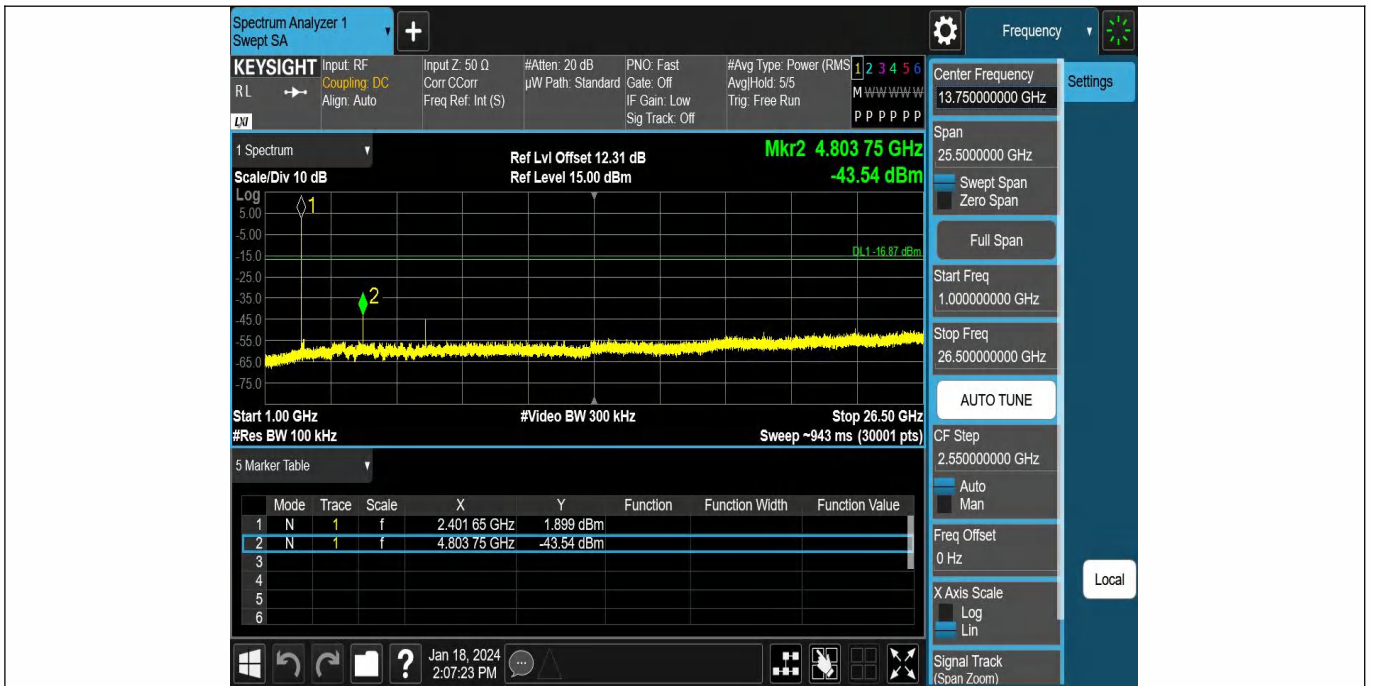 Spectrum Analyzer 1
Swept SA
+
Frequency
KEYSIGHT
RL
LXI
Input: RF
Coupling: DC
Align: Auto
Input Z: 50 Ω
Corr CCorr
Freq Ref: Int (S)
#Atten: 20 dB
µW Path: Standard
PNO: Fast
Gate: Off
IF Gain: Low
Sig Track: Off
#Avg Type: Power (RMS
Avg|Hold: 5/5
Trig: Free Run
1 2 3 4 5 6
M W W W W W
P P P P P P
1 Spectrum
Scale/Div 10 dB
Ref Lvl Offset 12.31 dB
Ref Level 15.00 dBm
Mkr2 4.803 75 GHz
-43.54 dBm
Log
5.00
-5.00
-15.0
-25.0
-35.0
-45.0
-55.0
-65.0
-75.0
1
2
DL1 -16.87 dBm
Start 1.00 GHz
#Res BW 100 kHz
#Video BW 300 kHz
Stop 26.50 GHz
Sweep ~943 ms (30001 pts)
5 Marker Table
Mode Trace Scale X Y Function Function Width Function Value
1 N 1 f 2.401 65 GHz 1.899 dBm
2 N 1 f 4.803 75 GHz -43.54 dBm
3
4
5
6
Jan 18, 2024
2:07:23 PM
?
Center Frequency
13.750000000 GHz
Span
25.5000000 GHz
Swept Span
Zero Span
Full Span
Start Freq
1.000000000 GHz
Stop Freq
26.500000000 GHz
AUTO TUNE
CF Step
2.550000000 GHz
Auto
Man
Freq Offset
0 Hz
X Axis Scale
Log
Lin
Signal Track
(Span Zoom)
Settings
Local